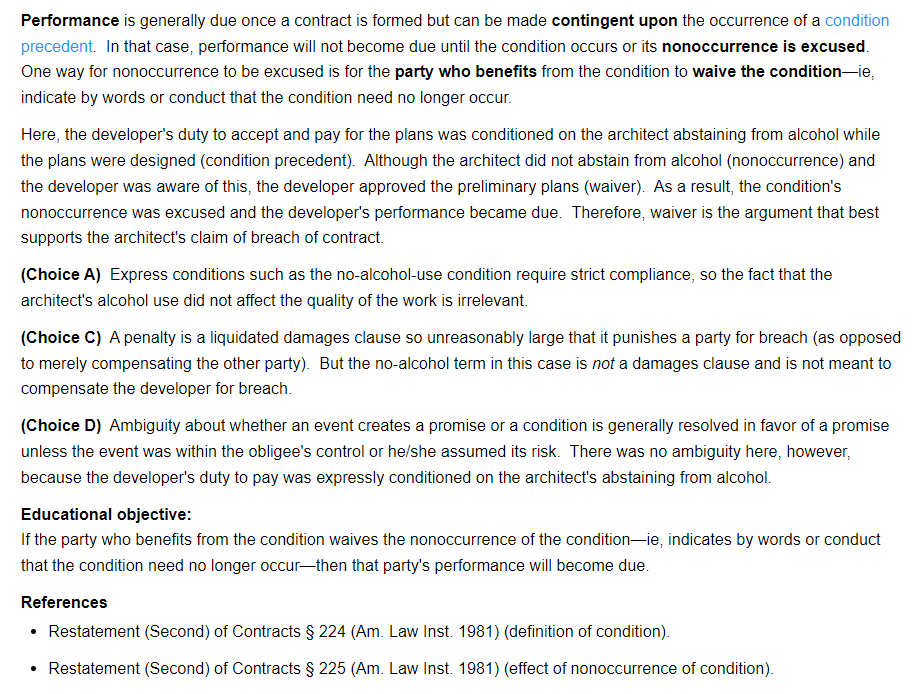 Performance is generally due once a contract is formed but can be made contingent upon the occurrence of a condition
precedent. In that case, performance will not become due until the condition occurs or its nonoccurrence is excused.
One way for nonoccurrence to be excused is for the party who benefits from the condition to waive the condition—ie,
indicate by words or conduct that the condition need no longer occur.
Here, the developer's duty to accept and pay for the plans was conditioned on the architect abstaining from alcohol while
the plans were designed (condition precedent). Although the architect did not abstain from alcohol (nonoccurrence) and
the developer was aware of this, the developer approved the preliminary plans (waiver). As a result, the condition's
nonoccurrence was excused and the developer's performance became due. Therefore, waiver is the argument that best
supports the architect's claim of breach of contract.
(Choice A) Express conditions such as the no-alcohol-use condition require strict compliance, so the fact that the
architect's alcohol use did not affect the quality of the work is irrelevant.
(Choice C) A penalty is a liquidated damages clause so unreasonably large that it punishes a party for breach (as opposed
to merely compensating the other party). But the no-alcohol term in this case is not a damages clause and is not meant to
compensate the developer for breach.
(Choice D) Ambiguity about whether an event creates a promise or a condition is generally resolved in favor of a promise
unless the event was within the obligee's control or he/she assumed its risk. There was no ambiguity here, however,
because the developer's duty to pay was expressly conditioned on the architect's abstaining from alcohol.
Educational objective:
If the party who benefits from the condition waives the nonoccurrence of the condition—ie, indicates by words or conduct
that the condition need no longer occur—then that party's performance will become due.
References
• Restatement (Second) of Contracts § 224 (Am. Law Inst. 1981) (definition of condition).
• Restatement (Second) of Contracts § 225 (Am. Law Inst. 1981) (effect of nonoccurrence of condition).